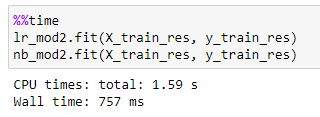 %%time
lr_mod2.fit(X_train_res, y_train_res)
nb_mod2.fit(X_train_res, y_train_res)
CPU times: total: 1.59 s
Wall time: 757 ms